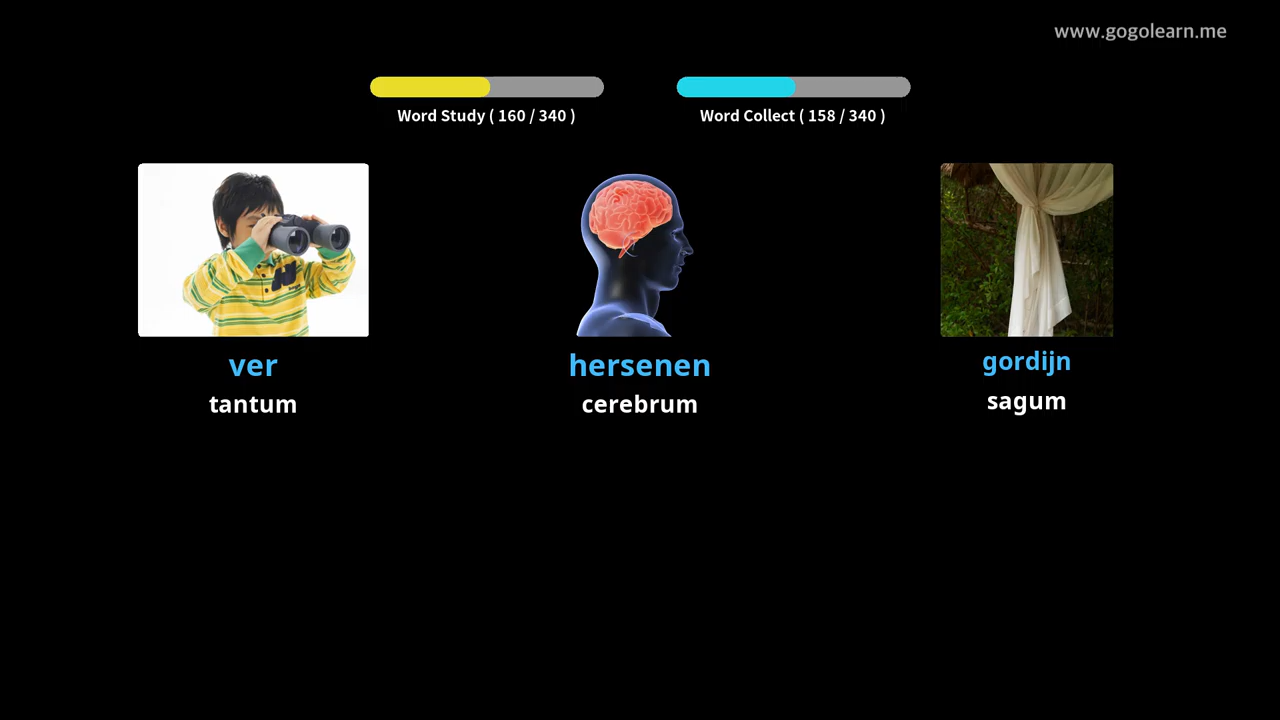 www.gogolearn.me
Word Study ( 160 / 340 )
Word Collect ( 158 / 340 )
ver
hersenen
gordijn
tantum
cerebrum
sagum